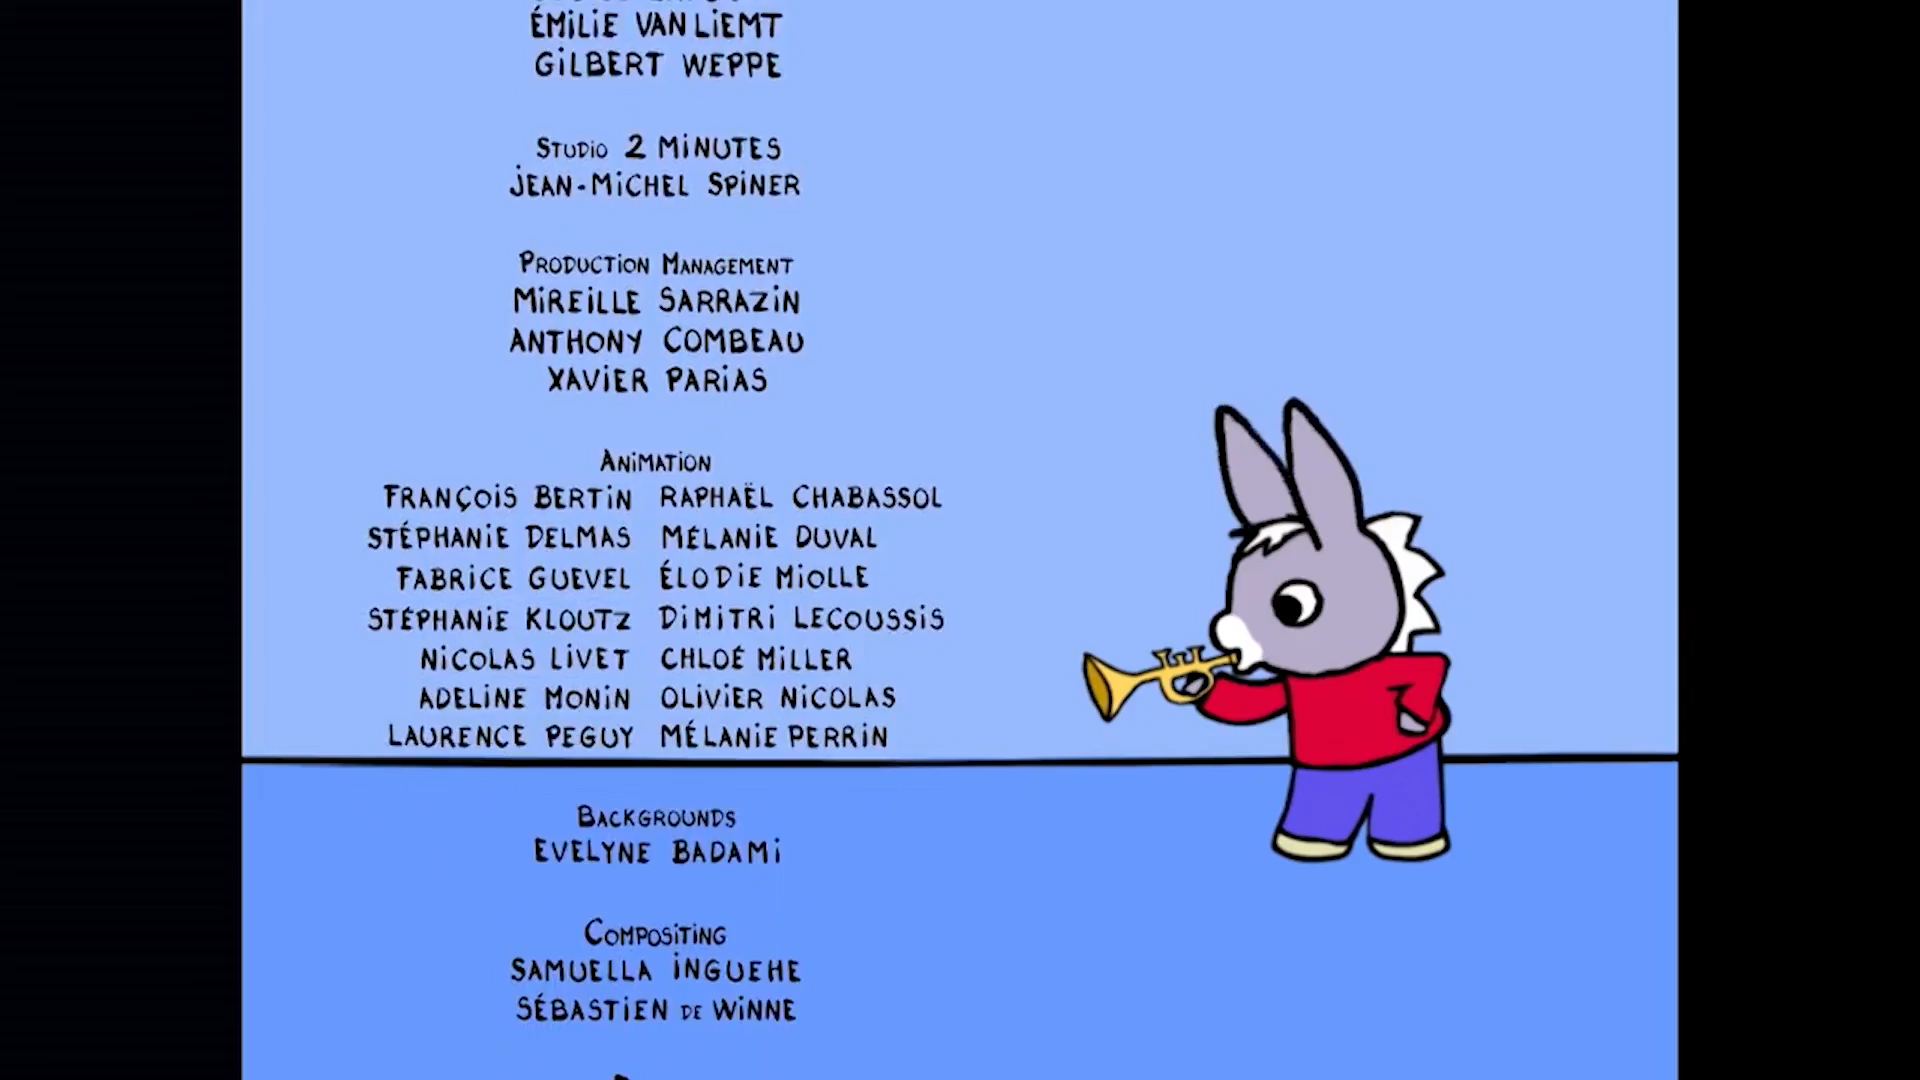 ÉMILIE VAN LIEMT
GILBERT WEPPE
STUDIO 2 MINUTES
JEAN-MICHEL SPINER
PRODUCTION MANAGEMENT
MIREILLE SARRAZIN
ANTHONY COMBEAU
XAVIER PARIAS
ANIMATION
FRANÇOIS BERTIN RAPHAËL CHABASSOL
STÉPHANIE DELMAS MÉLANIE DUVAL
FABRICE GUEVEL ÉLODIE MIOLLE
STÉPHANIE KLOUTZ DIMITRI LECOUSSIS
NICOLAS LIVET CHLOÉ MILLER
ADELINE MONIN OLIVIER NICOLAS
LAURENCE PEGUY MÉLANIE PERRIN
BACKGROUNDS
EVELYNE BADAMI
COMPOSITING
SAMUELLA INGUEHE
SÉBASTIEN DE WINNE